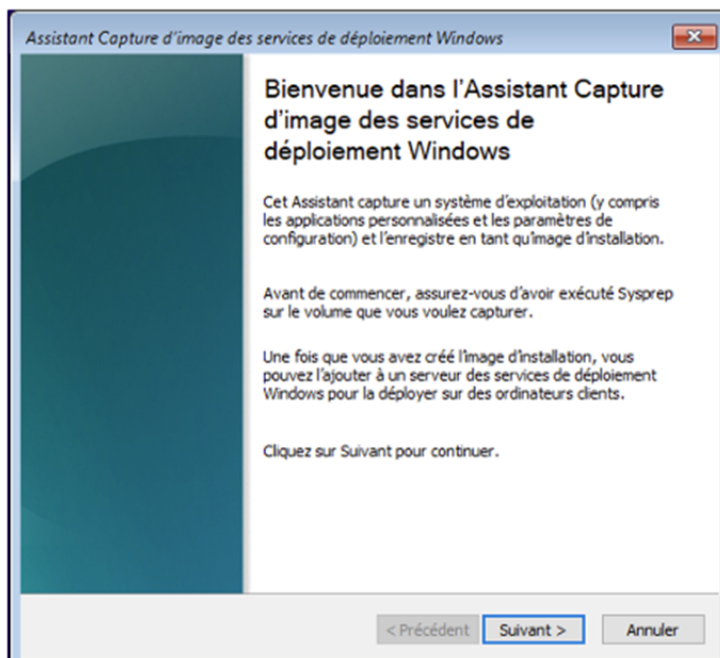 Assistant Capture d'image des services de déploiement Windows
Bienvenue dans l'Assistant Capture
d'image des services de
déploiement Windows
Cet Assistant capture un système d'exploitation (y compris
les applications personnalisées et les paramètres de
configuration) et l'enregistre en tant qu'image d'installation.
Avant de commencer, assurez-vous d'avoir exécuté Sysprep
sur le volume que vous voulez capturer.
Une fois que vous avez créé l'image d'installation, vous
pouvez l'ajouter à un serveur des services de déploiement
Windows pour la déployer sur des ordinateurs clients.
Cliquez sur Suivant pour continuer.
< Précédent Suivant > Annuler